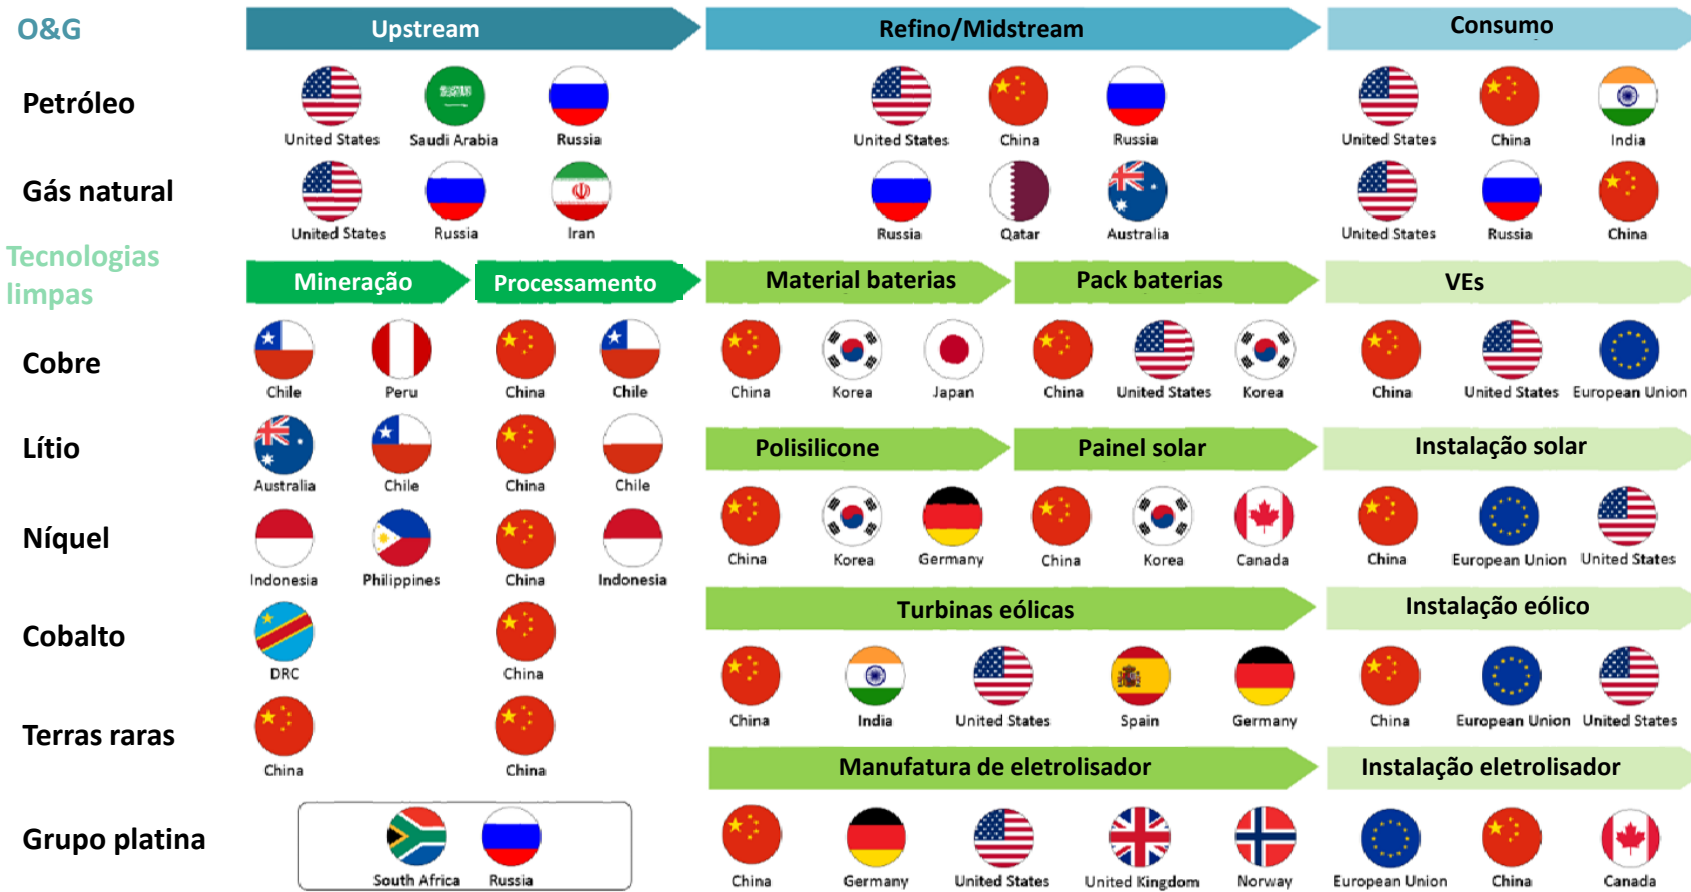 O&G
Upstream
Refino/Midstream
Consumo
Petróleo
United States
Saudi Arabia
Russia
United States
China
Russia
United States
China
India
Gás natural
United States
Russia
Iran
Russia
Qatar
Australia
United States
Russia
China
Tecnologias
limpas
Mineração
Processamento
Material baterias
Pack baterias
VEs
Cobre
Chile
Peru
China
Chile
China
Korea
Japan
China
United States
Korea
China
United States
European Union
Lítio
Australia
Chile
China
Chile
Polisilicone
Painel solar
Instalação solar
Níquel
Indonesia
Philippines
China
Indonesia
China
Korea
Germany
China
Korea
Canada
China
European Union
United States
Turbinas eólicas
Instalação eólico
Cobalto
DRC
China
China
India
United States
Spain
Germany
China
European Union
United States
Terras raras
China
China
Manufatura de eletrolisador
Instalação eletrolisador
Grupo platina
South Africa
Russia
China
Germany
United States
United Kingdom
Norway
European Union
China
Canada